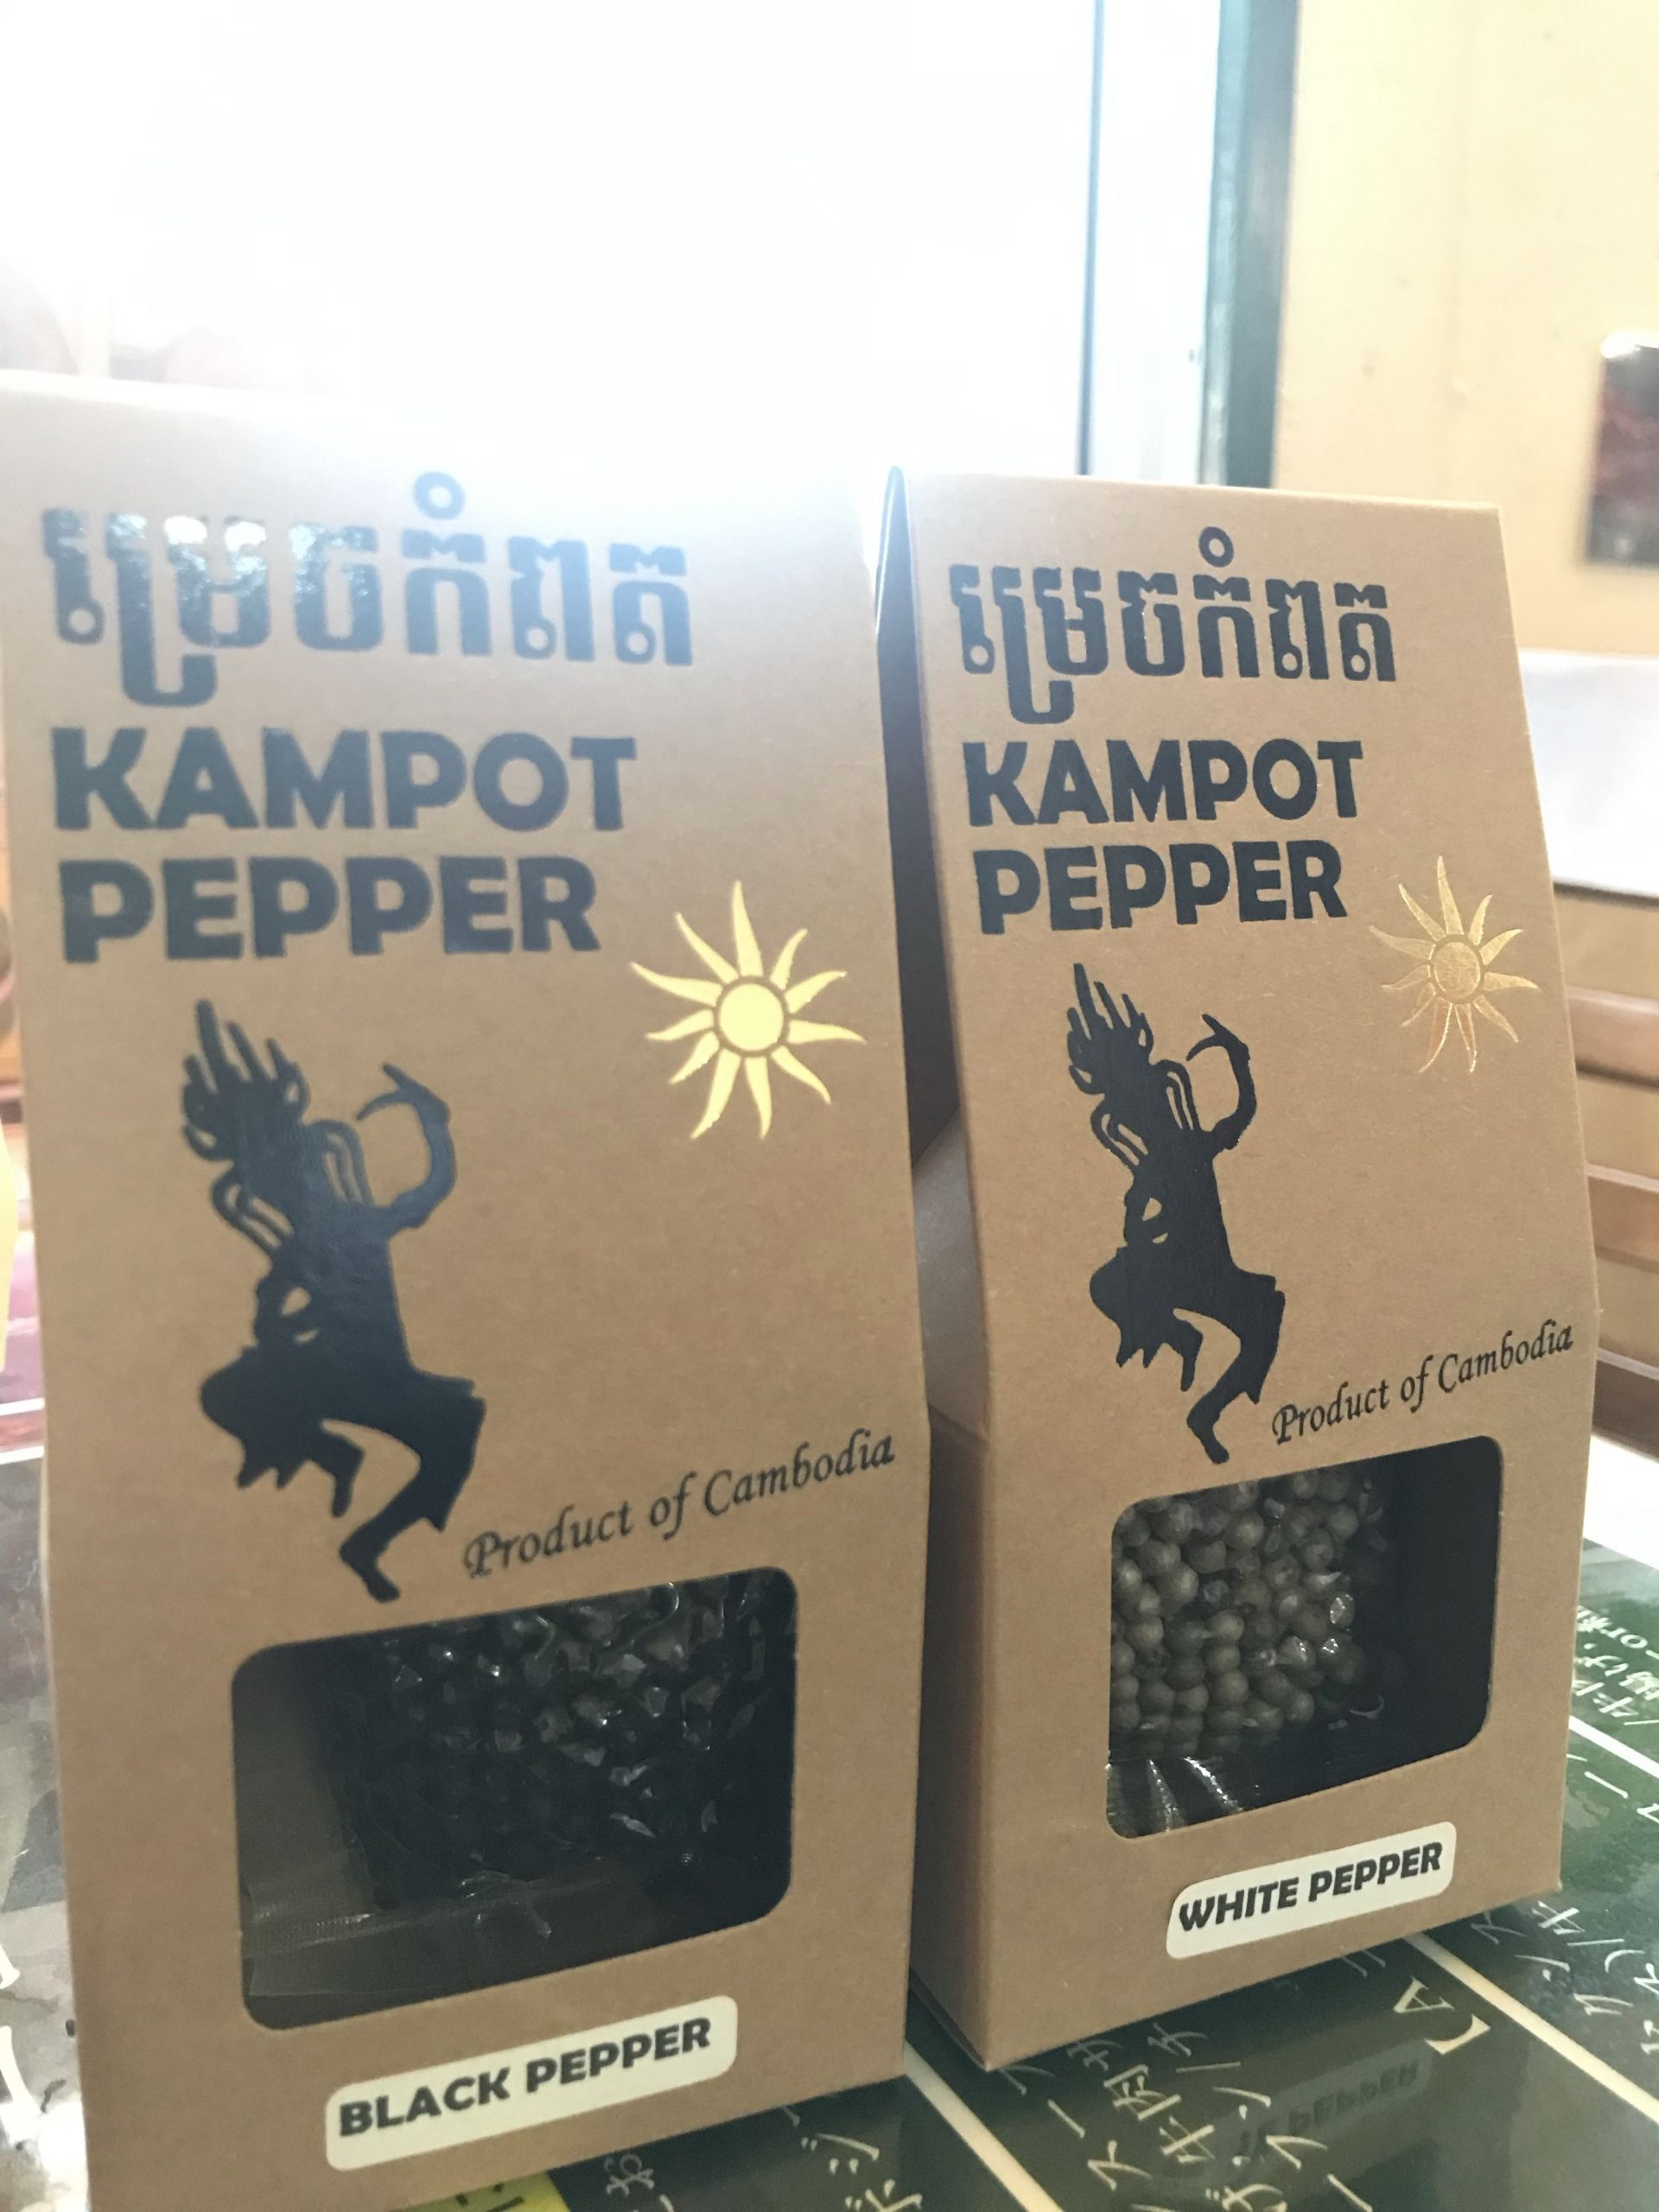 ម្រេចកំពត
KAMPOT
PEPPER
Product of Cambodia
BLACK PEPPER
ម្រេចកំពត
KAMPOT
PEPPER
Product of Cambodia
WHITE PEPPER